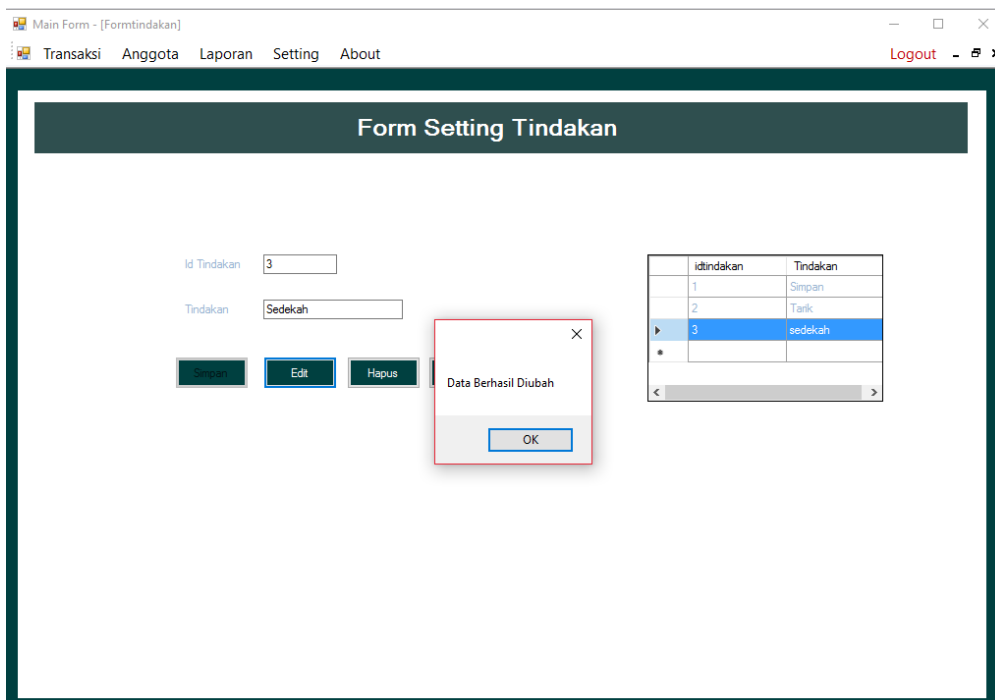 Main Form - [Formtindakan]
Transaksi Anggota Laporan Setting About Logout
Form Setting Tindakan
Id Tindakan 3
Tindakan Sedekah
Simpan Edit Hapus
idtindakan Tindakan
1 Simpan
2 Tarik
3 sedekah
Data Berhasil Diubah
OK